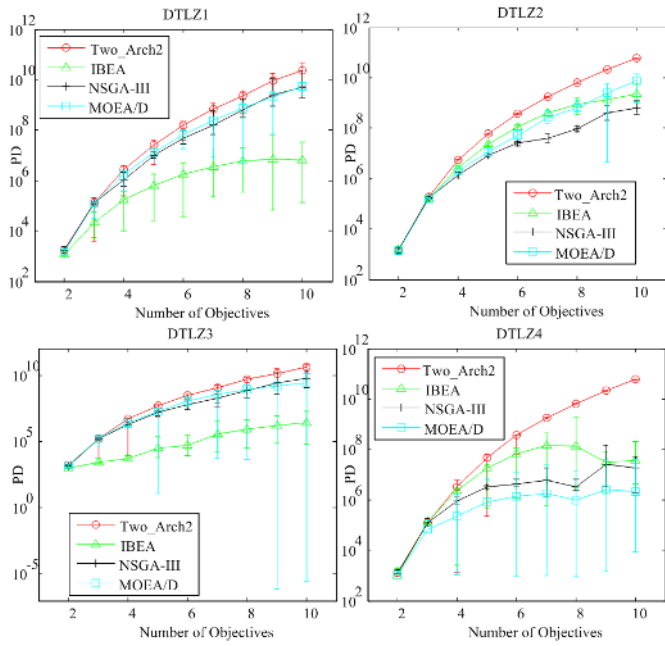 DTLZ1
10^12
10^10
10^8
10^6
10^4
10^2
PD
Two_Arch2
IBEA
NSGA-III
MOEA/D
2 4 6 8 10
Number of Objectives
DTLZ2
10^12
10^10
10^8
10^6
10^4
10^2
PD
Two_Arch2
IBEA
NSGA-III
MOEA/D
2 4 6 8 10
Number of Objectives
DTLZ3
10^10
10^5
10^0
10^-5
PD
Two_Arch2
IBEA
NSGA-III
MOEA/D
2 4 6 8 10
Number of Objectives
DTLZ4
10^12
10^10
10^8
10^6
10^4
10^2
PD
Two_Arch2
IBEA
NSGA-III
MOEA/D
2 4 6 8 10
Number of Objectives